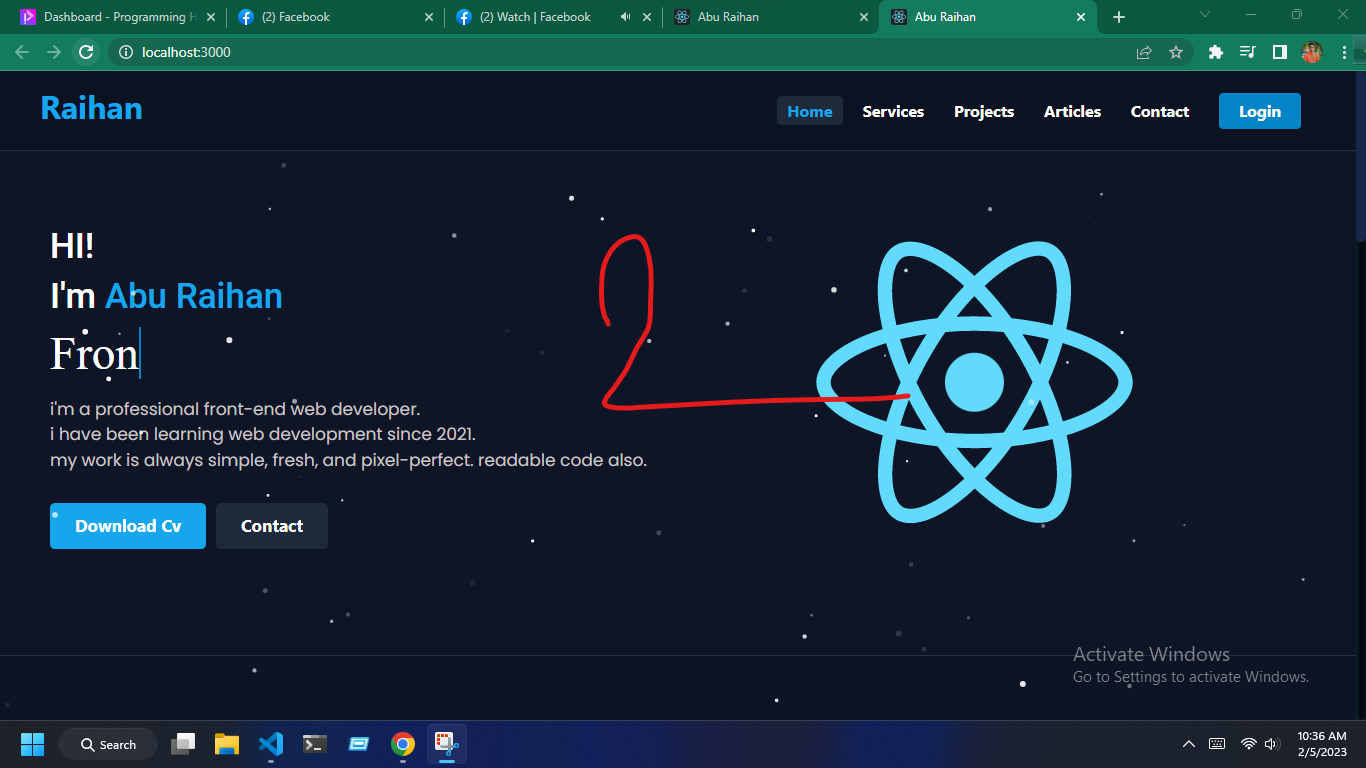 Dashboard - Programming H
(2) Facebook
(2) Watch | Facebook
Abu Raihan
Abu Raihan
localhost:3000
Raihan
Home
Services
Projects
Articles
Contact
Login
HI!
I'm Abu Raihan
Fron
2
i'm a professional front-end web developer.
i have been learning web development since 2021.
my work is always simple, fresh, and pixel-perfect. readable code also.
Download Cv
Contact
Activate Windows
Go to Settings to activate Windows.
Search
10:36 AM
2/5/2023